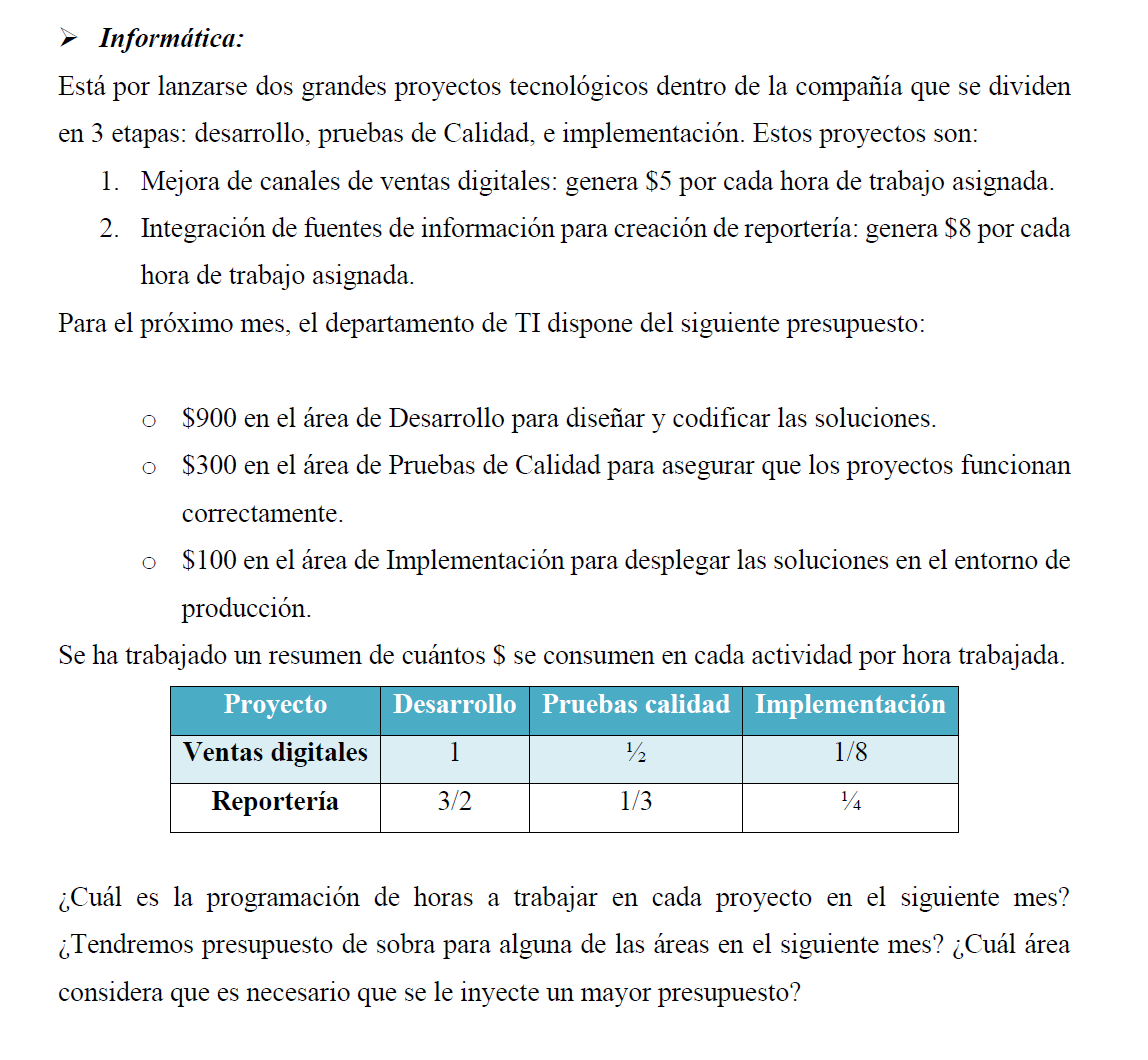 ➢ Informática:
Está por lanzarse dos grandes proyectos tecnológicos dentro de la compañía que se dividen
en 3 etapas: desarrollo, pruebas de Calidad, e implementación. Estos proyectos son:
1. Mejora de canales de ventas digitales: genera $5 por cada hora de trabajo asignada.
2. Integración de fuentes de información para creación de reportería: genera $8 por cada
hora de trabajo asignada.
Para el próximo mes, el departamento de TI dispone del siguiente presupuesto:
o $900 en el área de Desarrollo para diseñar y codificar las soluciones.
o $300 en el área de Pruebas de Calidad para asegurar que los proyectos funcionan
correctamente.
o $100 en el área de Implementación para desplegar las soluciones en el entorno de
producción.
Se ha trabajado un resumen de cuántos $ se consumen en cada actividad por hora trabajada.
Proyecto Desarrollo Pruebas calidad Implementación
Ventas digitales 1 ½ 1/8
Reportería 3/2 1/3 ¼
¿Cuál es la programación de horas a trabajar en cada proyecto en el siguiente mes?
¿Tendremos presupuesto de sobra para alguna de las áreas en el siguiente mes? ¿Cuál área
considera que es necesario que se le inyecte un mayor presupuesto?